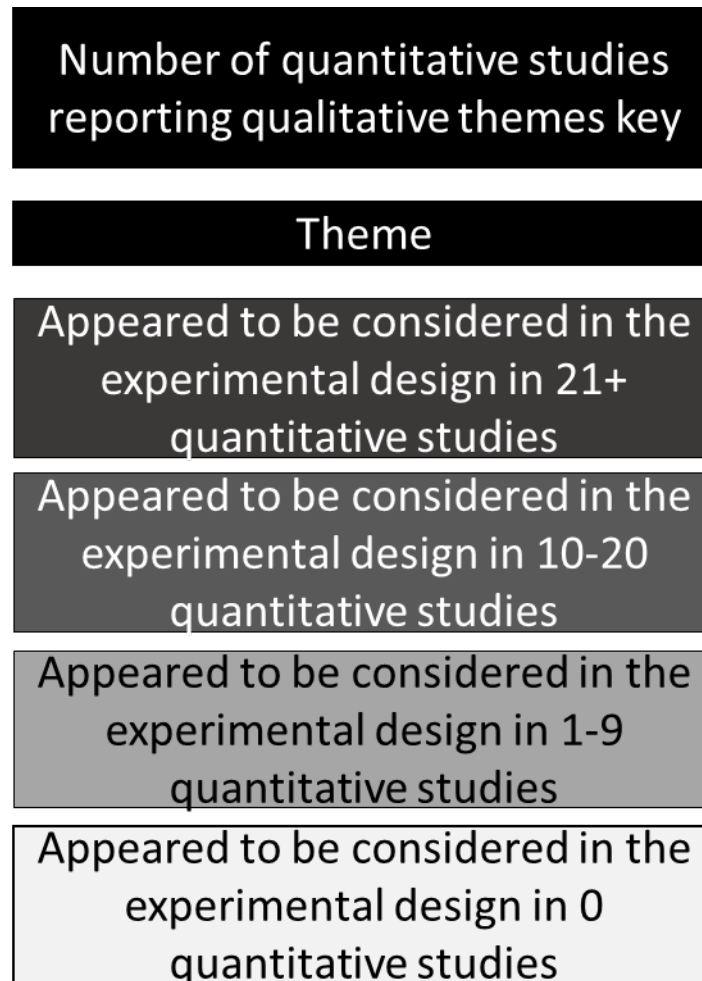 Number of quantitative studies
reporting qualitative themes key
Theme
Appeared to be considered in the
experimental design in 21+
quantitative studies
Appeared to be considered in the
experimental design in 10-20
quantitative studies
Appeared to be considered in the
experimental design in 1-9
quantitative studies
Appeared to be considered in the
experimental design in 0
quantitative studies